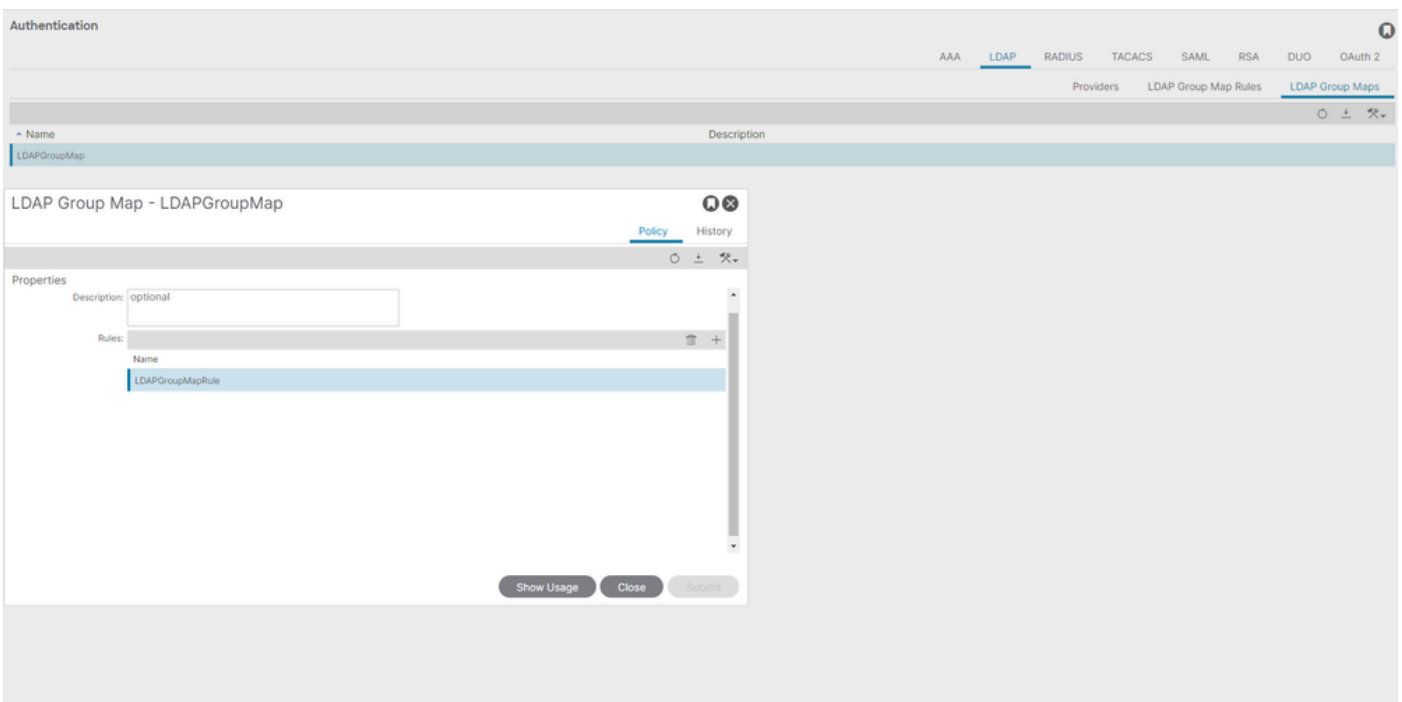 Authentication
AAA LDAP RADIUS TACACS SAML RSA DUO OAuth 2
Providers LDAP Group Map Rules LDAP Group Maps
Name Description
LDAPGroupMap
LDAP Group Map - LDAPGroupMap
Policy History
Properties
Description: optional
Rules:
Name
LDAPGroupMapRule
Show Usage Close Submit